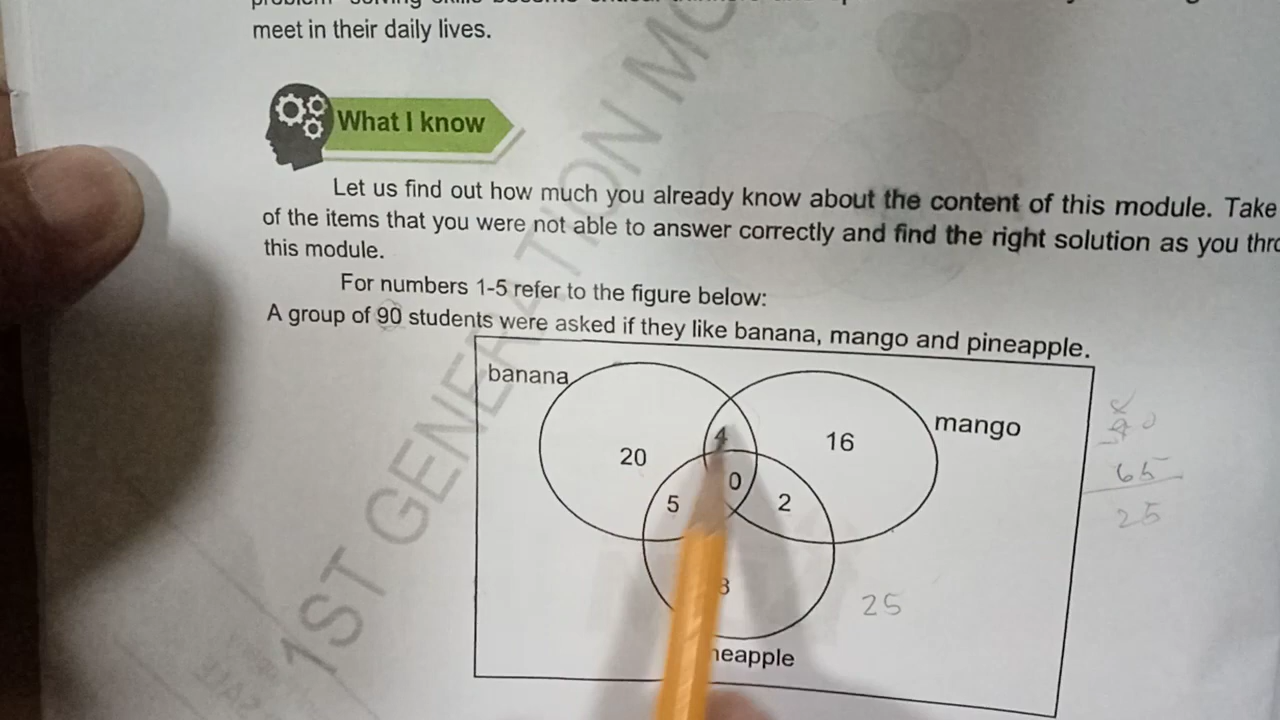 meet in their daily lives.
What I know
Let us find out how much you already know about the content of this module. Take
of the items that you were not able to answer correctly and find the right solution as you
this module.
For numbers 1-5 refer to the figure below:
A group of 90 students were asked if they like banana, mango and pineapple.
banana
mango
4
16
20
0
5
2
65
25
25
1ST GENERATION